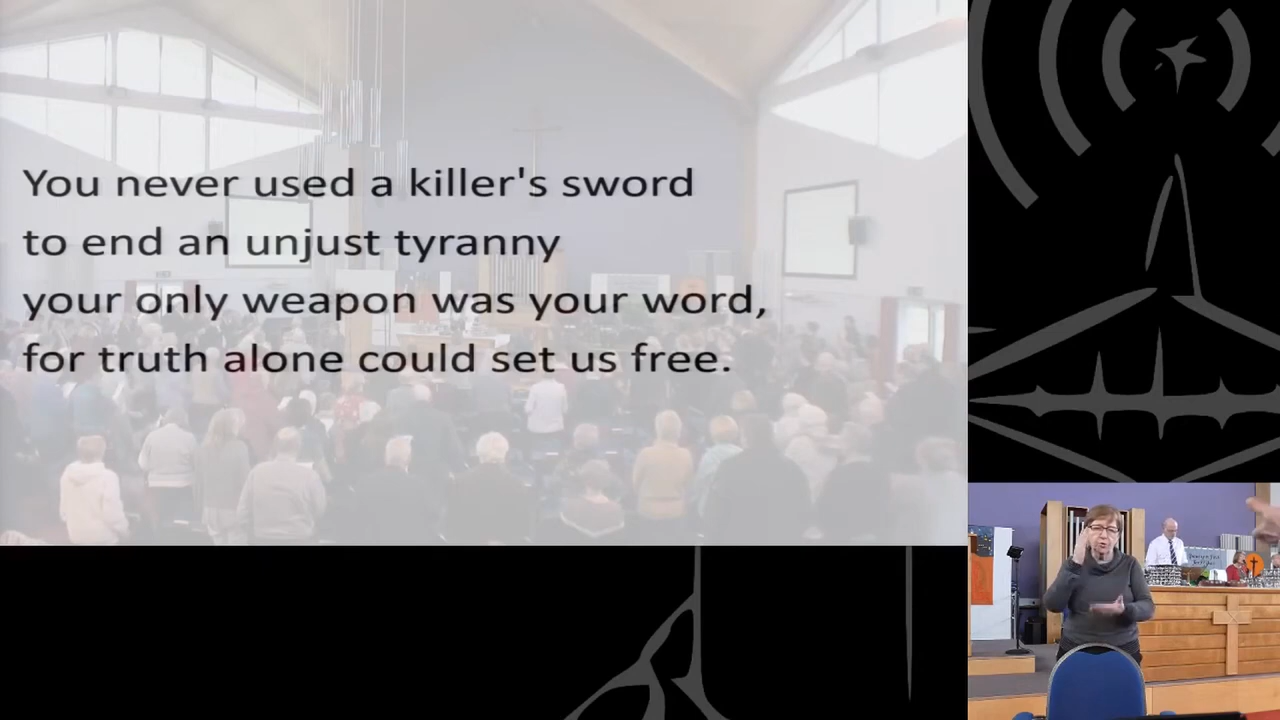 You never used a killer's sword
to end an unjust tyranny
your only weapon was your word,
for truth alone could set us free.